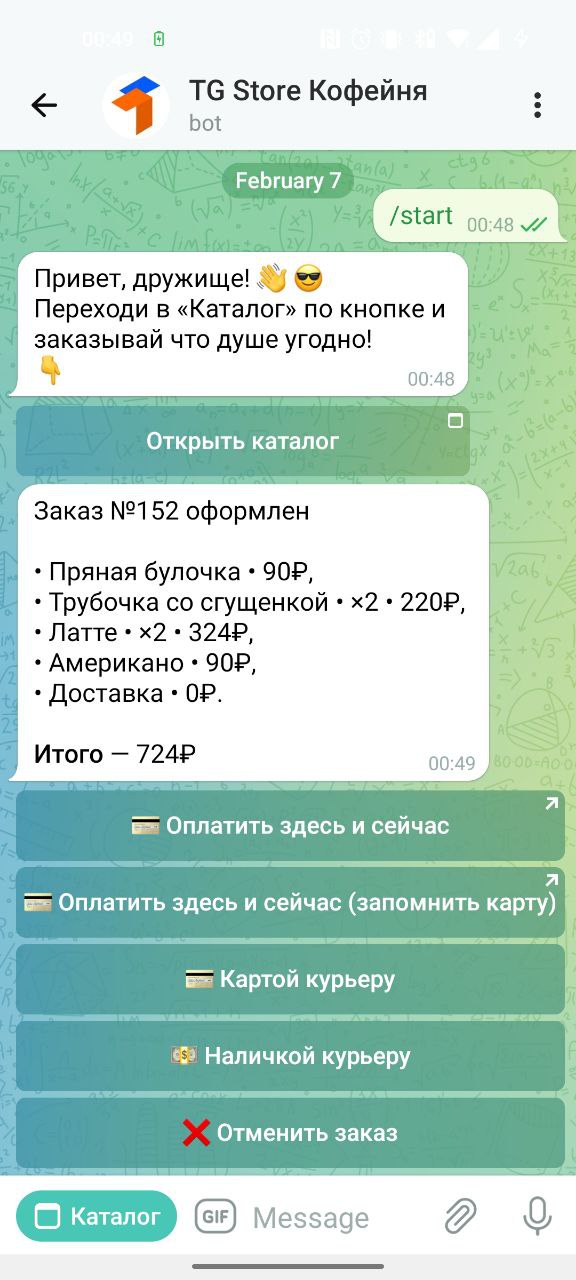 00:49
TG Store Кофейня
bot
February 7
/start 00:48
Привет, дружище! 👋 😎
Переходи в «Каталог» по кнопке и
заказывай что душе угодно!
👇
00:48
Открыть каталог
Заказ №152 оформлен
• Пряная булочка • 90₽,
• Трубочка со сгущенкой • ×2 • 220₽,
• Латте • ×2 • 324₽,
• Американо • 90₽,
• Доставка • 0₽.
Итого — 724₽
00:49
💳 Оплатить здесь и сейчас
💳 Оплатить здесь и сейчас (запомнить карту)
💳 Картой курьеру
💵 Наличкой курьеру
❌ Отменить заказ
Каталог
GIF
Message